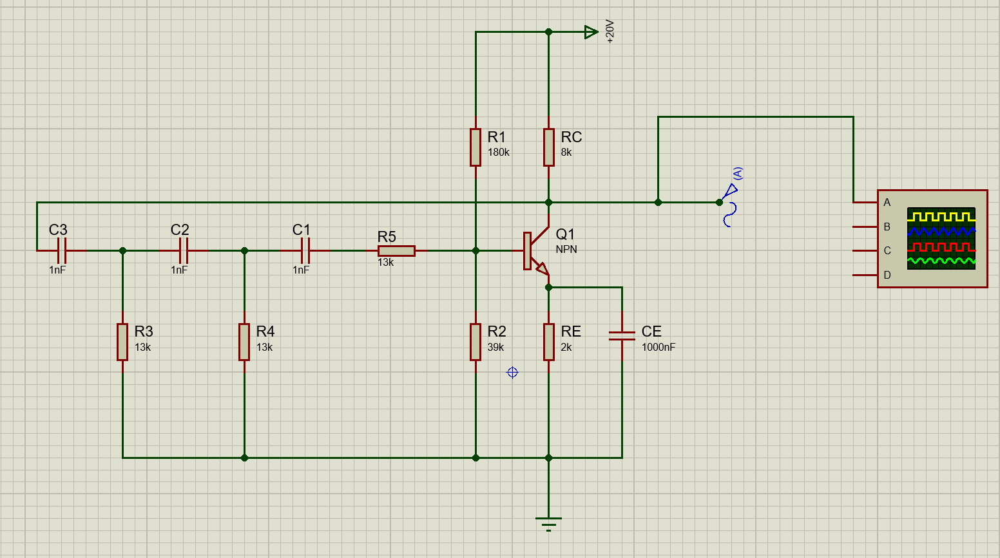 +20V
R1
180k
RC
8k
(A)
A
B
C
D
C3
1nF
C2
1nF
C1
1nF
R5
13k
Q1
NPN
R3
13k
R4
13k
R2
39k
RE
2k
CE
1000nF